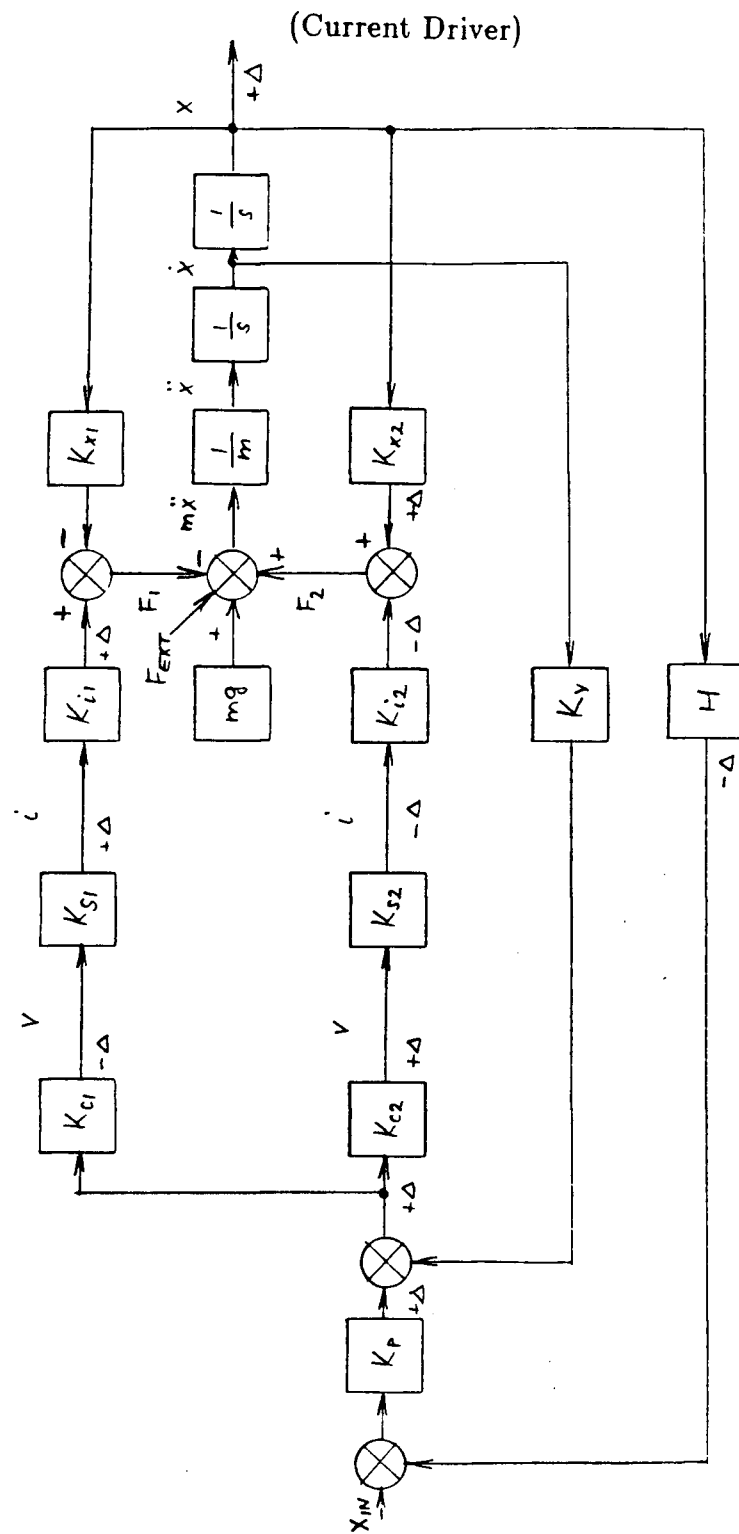 (Current Driver)
X
+Δ
1/s
ẋ
1/s
ẍ
1/m
mẍ
K_x1
K_x2
+Δ
−
+
−
+
+
+
F_1
F_2
F_EXT
mg
+Δ
−Δ
K_i1
K_i2
i
+Δ
i
−Δ
K_S1
K_S2
V
−Δ
V
+Δ
K_C1
K_C2
+Δ
+Δ
K_P
K_V
H
−Δ
X_IN
−